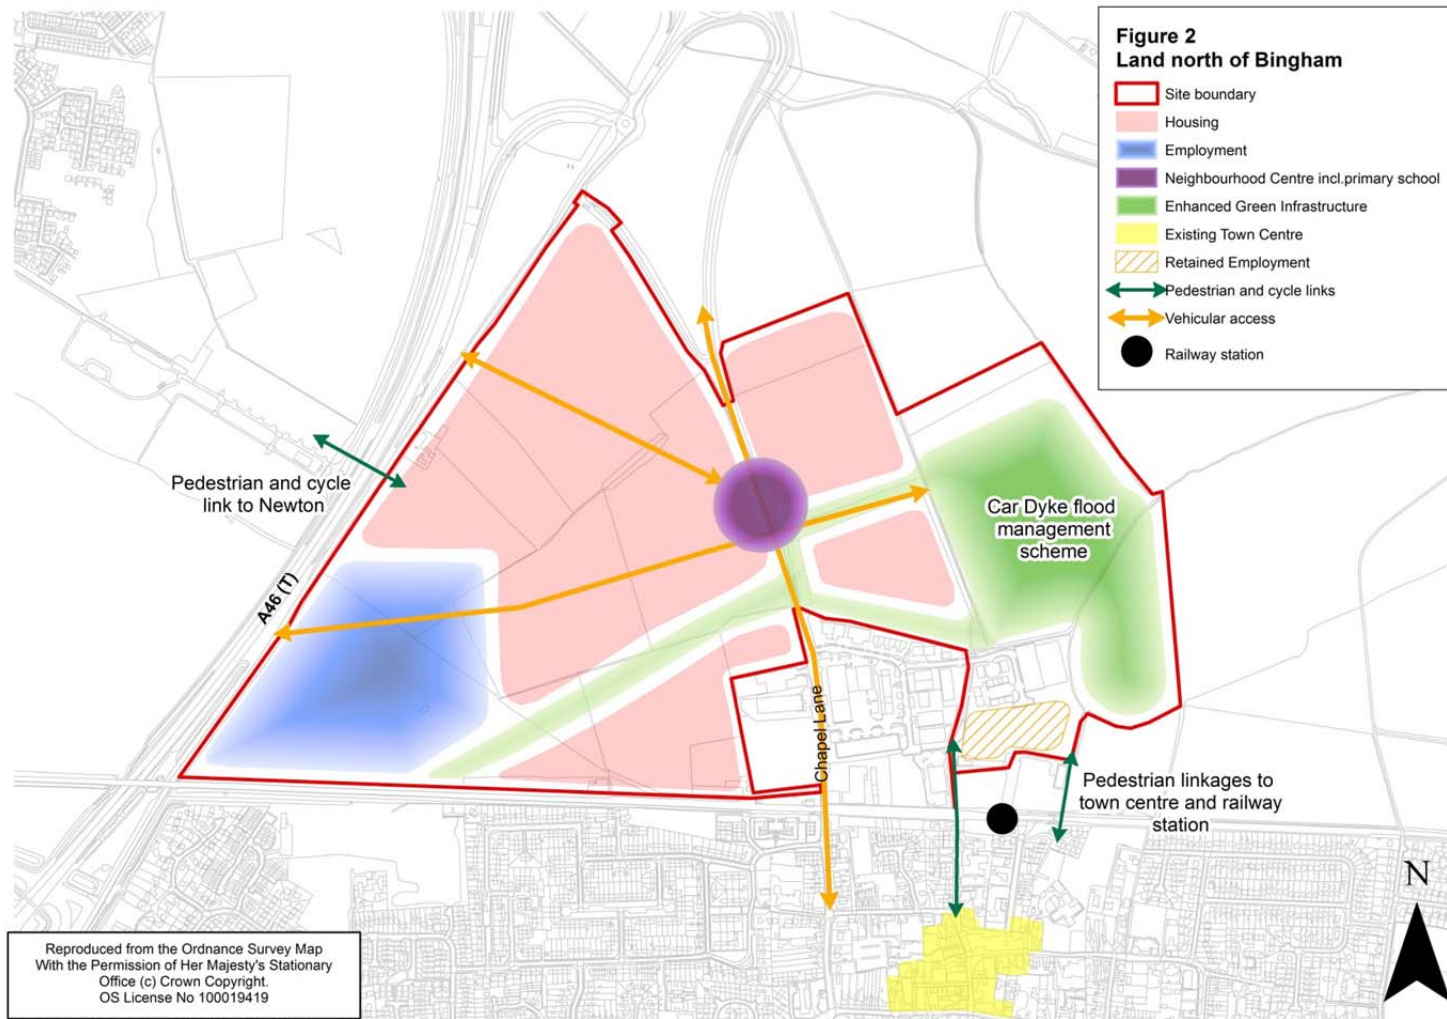 Figure 2
Land north of Bingham
Site boundary
Housing
Employment
Neighbourhood Centre incl.primary school
Enhanced Green Infrastructure
Existing Town Centre
Retained Employment
Pedestrian and cycle links
Vehicular access
Railway station
Pedestrian and cycle
link to Newton
Car Dyke flood
management
scheme
A46 (T)
Chapel Lane
Pedestrian linkages to
town centre and railway
station
N
Reproduced from the Ordnance Survey Map
With the Permission of Her Majesty's Stationary
Office (c) Crown Copyright.
OS License No 100019419